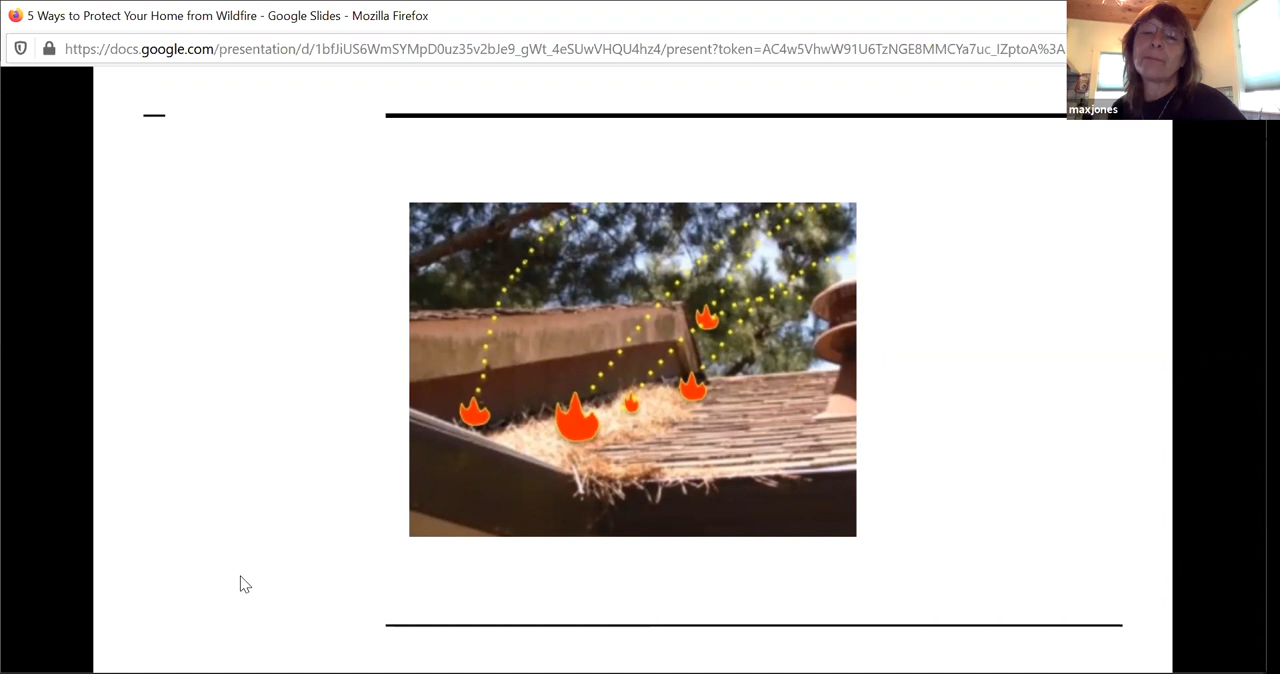 5 Ways to Protect Your Home from Wildfire - Google Slides - Mozilla Firefox
https://docs.google.com/presentation/d/1bfJiUS6WmSYMpD0uz35v2bJe9_gWt_4eSUwVHQU4hz4/present?token=AC4w5VhwW91U6TzNGE8MMCYa7uc_lZptoA%3A
maxjones